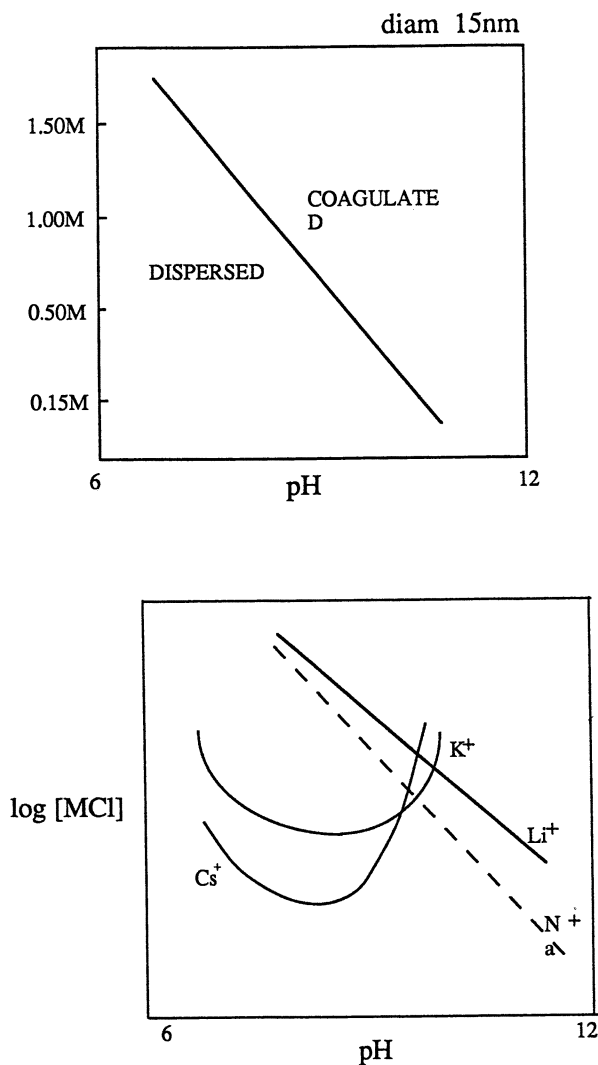 diam 15nm
1.50M
1.00M
0.50M
0.15M
COAGULATE
D
DISPERSED
6
pH
12
log [MCl]
K+
Li+
Cs+
N +
a
6
pH
12